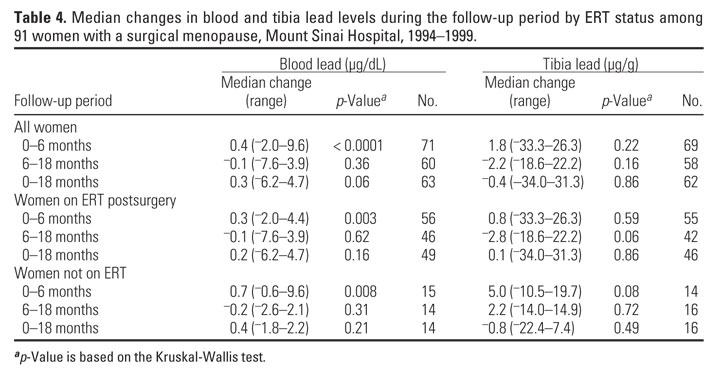 Table 4. Median changes in blood and tibia lead levels during the follow-up period by ERT status among
91 women with a surgical menopause, Mount Sinai Hospital, 1994–1999.
Blood lead (μg/dL) Tibia lead (μg/g)
Median change Median change
Follow-up period (range) p-Valueᵃ No. (range) p-Valueᵃ No.
All women
0–6 months 0.4 (⁻2.0–9.6) < 0.0001 71 1.8 (⁻33.3–26.3) 0.22 69
6–18 months ⁻0.1 (⁻7.6–3.9) 0.36 60 ⁻2.2 (⁻18.6–22.2) 0.16 58
0–18 months 0.3 (⁻6.2–4.7) 0.06 63 ⁻0.4 (–34.0–31.3) 0.86 62
Women on ERT postsurgery
0–6 months 0.3 (⁻2.0–4.4) 0.003 56 0.8 (⁻33.3–26.3) 0.59 55
6–18 months ⁻0.1 (⁻7.6–3.9) 0.62 46 ⁻2.8 (⁻18.6–22.2) 0.06 42
0–18 months 0.2 (⁻6.2–4.7) 0.16 49 0.1 (⁻34.0–31.3) 0.86 46
Women not on ERT
0–6 months 0.7 (⁻0.6–9.6) 0.008 15 5.0 (⁻10.5–19.7) 0.08 14
6–18 months ⁻0.2 (⁻2.6–2.1) 0.31 14 2.2 (⁻14.0–14.9) 0.72 16
0–18 months 0.4 (⁻1.8–2.2) 0.21 14 ⁻0.8 (⁻22.4–7.4) 0.49 16
ᵃp-Value is based on the Kruskal-Wallis test.